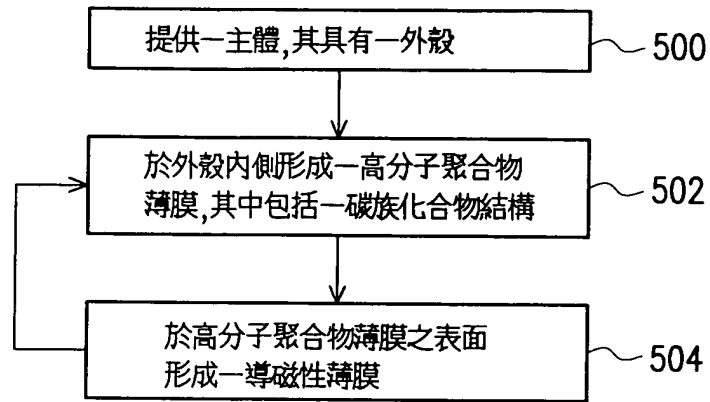 提供一主體,其具有一外殼
500
於外殼內側形成一高分子聚合物
薄膜,其中包括一碳族化合物結構
502
於高分子聚合物薄膜之表面
形成一導磁性薄膜
504